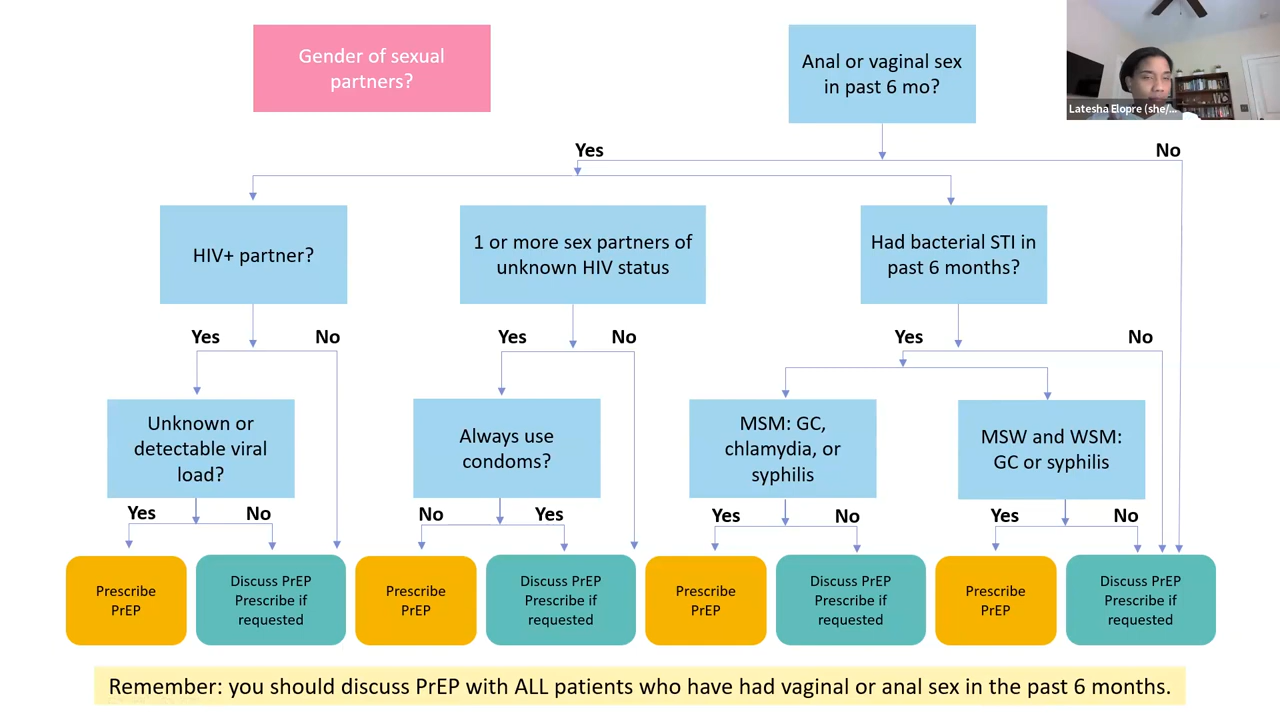 Gender of sexual
partners?
Anal or vaginal sex
in past 6 mo?
Latesha Elopre (she/...
Yes
No
HIV+ partner?
1 or more sex partners of
unknown HIV status
Had bacterial STI in
past 6 months?
Yes
No
Yes
No
Yes
No
Unknown or
detectable viral
load?
Always use
condoms?
MSM: GC,
chlamydia, or
syphilis
MSW and WSM:
GC or syphilis
Yes
No
No
Yes
Yes
No
Yes
No
Prescribe
PrEP
Discuss PrEP
Prescribe if
requested
Prescribe
PrEP
Discuss PrEP
Prescribe if
requested
Prescribe
PrEP
Discuss PrEP
Prescribe if
requested
Prescribe
PrEP
Discuss PrEP
Prescribe if
requested
Remember: you should discuss PrEP with ALL patients who have had vaginal or anal sex in the past 6 months.